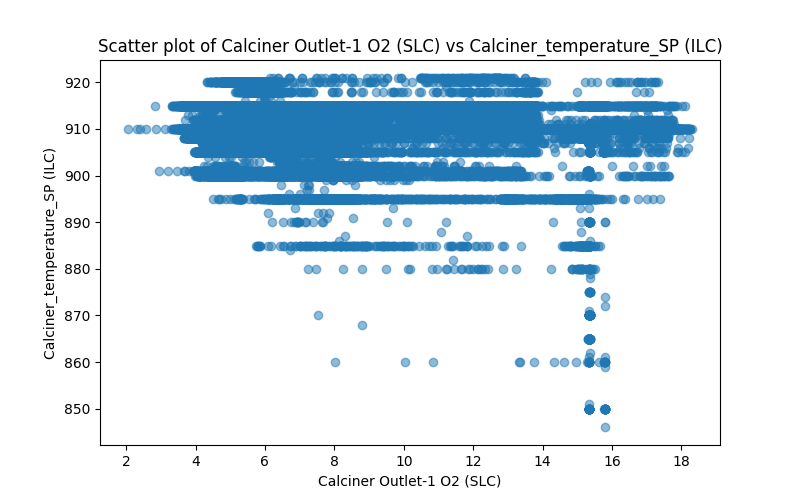 Scatter plot of Calciner Outlet-1 O2 (SLC) vs Calciner_temperature_SP (ILC)
Calciner_temperature_SP (ILC)
920
910
900
890
880
870
860
850
2 4 6 8 10 12 14 16 18
Calciner Outlet-1 O2 (SLC)